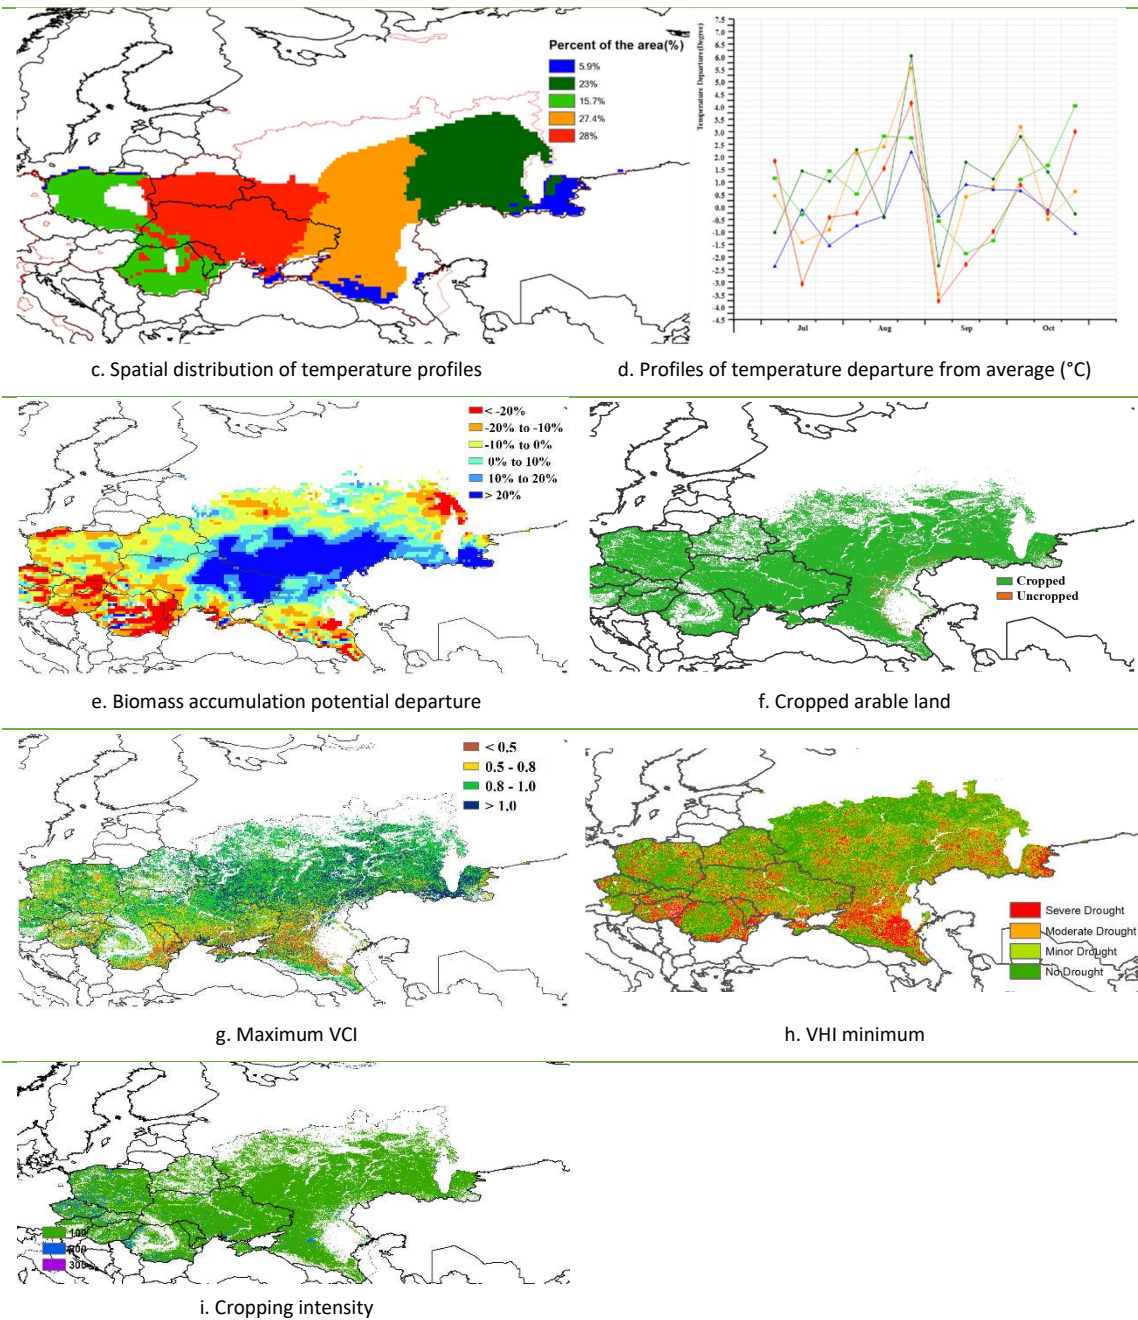 Percent of the area(%)
5.9%
23%
15.7%
27.4%
28%
Temperature Departure(Degree)
7.5
7.0
6.5
6.0
5.5
5.0
4.5
4.0
3.5
3.0
2.5
2.0
1.5
1.0
0.5
0.0
-0.5
-1.0
-1.5
-2.0
-2.5
-3.0
-3.5
-4.0
-4.5
Jul Aug Sep Oct
c. Spatial distribution of temperature profiles
d. Profiles of temperature departure from average (°C)
< -20%
-20% to -10%
-10% to 0%
0% to 10%
10% to 20%
> 20%
Cropped
Uncropped
e. Biomass accumulation potential departure
f. Cropped arable land
< 0.5
0.5 - 0.8
0.8 - 1.0
> 1.0
Severe Drought
Moderate Drought
Minor Drought
No Drought
g. Maximum VCI
h. VHI minimum
100
200
300
i. Cropping intensity